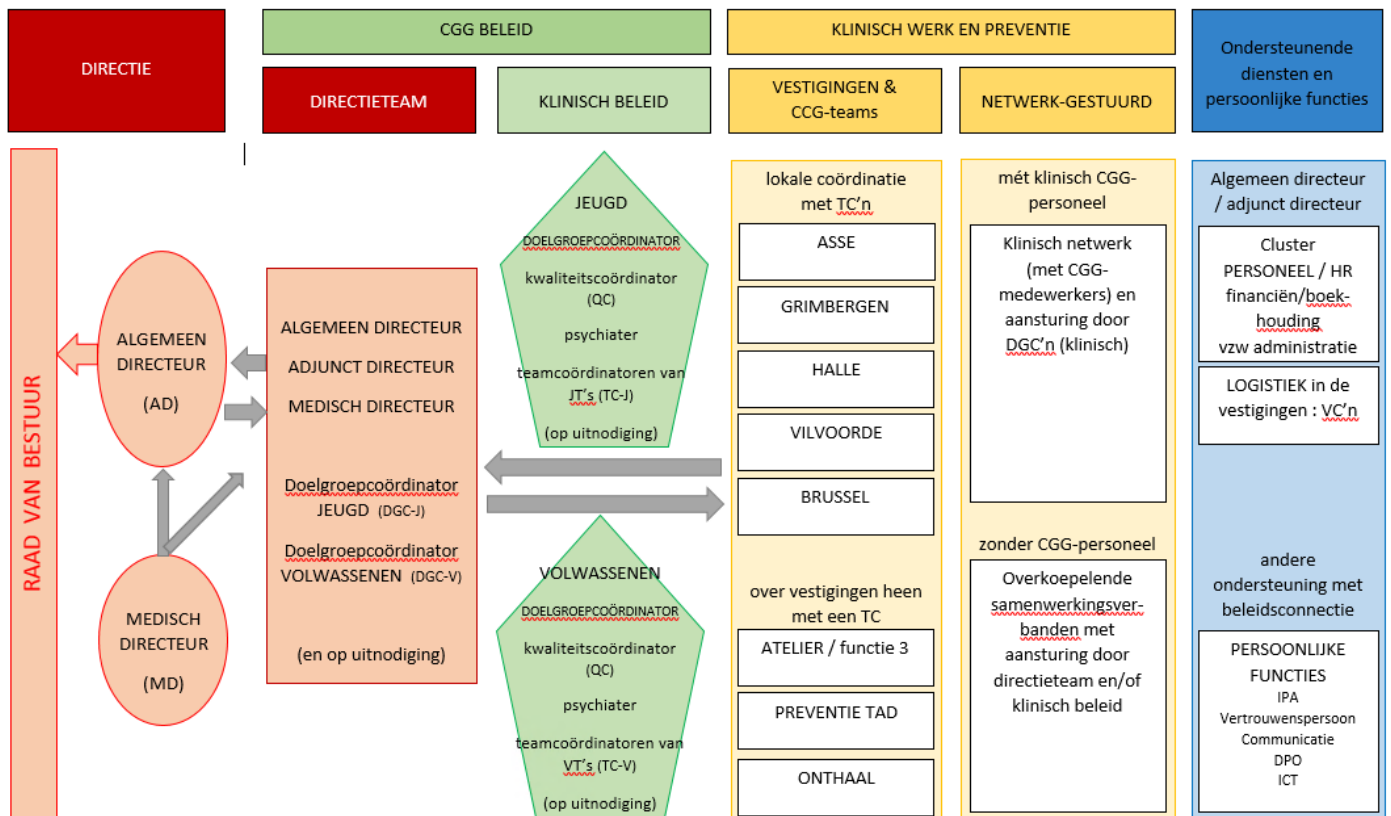 DIRECTIE
CGG BELEID
DIRECTIETEAM
KLINISCH BELEID
KLINISCH WERK EN PREVENTIE
VESTIGINGEN &
CCG-teams
NETWERK-GESTUURD
Ondersteunende
diensten en
persoonlijke functies
RAAD VAN BESTUUR
ALGEMEEN
DIRECTEUR
(AD)
MEDISCH
DIRECTEUR
(MD)
ALGEMEEN DIRECTEUR
ADJUNCT DIRECTEUR
MEDISCH DIRECTEUR
Doelgroepcoördinator
JEUGD (DGC-J)
Doelgroepcoördinator
VOLWASSENEN (DGC-V)
(en op uitnodiging)
JEUGD
DOELGROEPCOÖRDINATOR
kwaliteitscoördinator
(QC)
psychiater
teamcoördinatoren van
JT's (TC-J)
(op uitnodiging)
VOLWASSENEN
DOELGROEPCOÖRDINATOR
kwaliteitscoördinator
(QC)
psychiater
teamcoördinatoren van
VT's (TC-V)
(op uitnodiging)
lokale coördinatie
met TC'n
ASSE
GRIMBERGEN
HALLE
VILVOORDE
BRUSSEL
over vestigingen heen
met een TC
ATELIER / functie 3
PREVENTIE TAD
ONTHAAL
mét klinisch CGG-
personeel
Klinisch netwerk
(met CGG-
medewerkers) en
aansturing door
DGC'n (klinisch)
zonder CGG-personeel
Overkoepelende
samenwerkingsver-
banden met
aansturing door
directieteam en/of
klinisch beleid
Algemeen directeur
/ adjunct directeur
Cluster
PERSONEEL / HR
financiën/boek-
houding
vzw administratie
LOGISTIEK in de
vestigingen : VC'n
andere
ondersteuning met
beleidsconnectie
PERSOONLIJKE
FUNCTIES
IPA
Vertrouwenspersoon
Communicatie
DPO
ICT